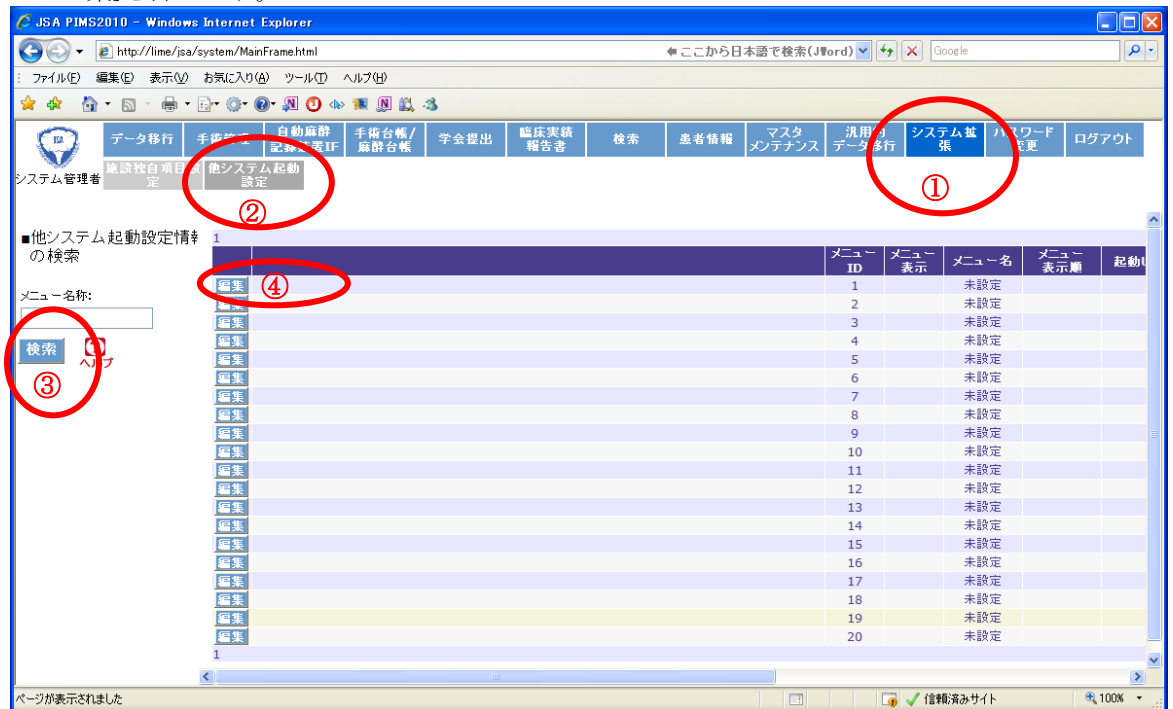 JSA PIMS2010 - Windows Internet Explorer
http://lime/jsa/system/MainFrame.html
ここから日本語で検索(JWord)
Google
ファイル(F) 編集(E) 表示(V) お気に入り(A) ツール(T) ヘルプ(H)
データ移行
自動麻酔
手術台帳/
麻酔台帳
学会提出
臨床実績
報告書
検索
患者情報
マスタ
メンテナンス
システム拡
張
ログアウト
システム管理者
他システム起動
設定
①
②
■他システム起動設定情
の検索
1
メニュー
ID
メニュー
表示
メニュー名
メニュー
表示順
メニュー名称:
検索
ヘルプ
③
④
編集 1 未設定
編集 2 未設定
編集 3 未設定
編集 4 未設定
編集 5 未設定
編集 6 未設定
編集 7 未設定
編集 8 未設定
編集 9 未設定
編集 10 未設定
編集 11 未設定
編集 12 未設定
編集 13 未設定
編集 14 未設定
編集 15 未設定
編集 16 未設定
編集 17 未設定
編集 18 未設定
編集 19 未設定
編集 20 未設定
1
ページが表示されました
信頼済みサイト
100%